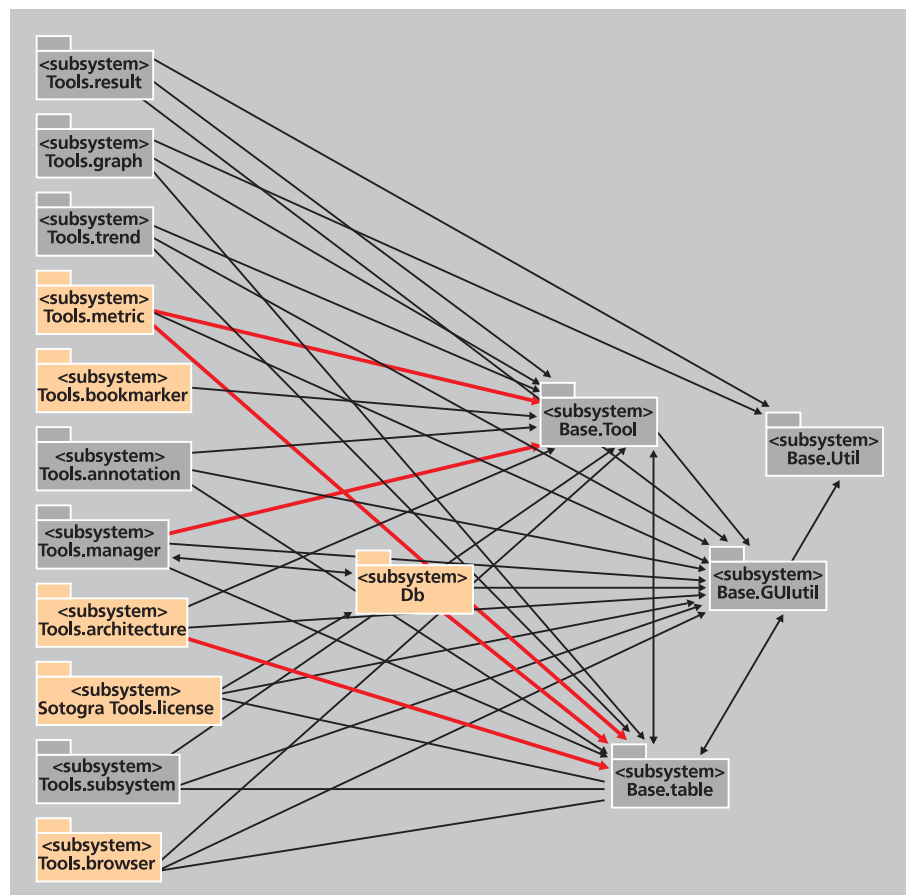 <subsystem>
Tools.result
<subsystem>
Tools.graph
<subsystem>
Tools.trend
<subsystem>
Tools.metric
<subsystem>
Tools.bookmarker
<subsystem>
Tools.annotation
<subsystem>
Tools.manager
<subsystem>
Tools.architecture
<subsystem>
Sotogra Tools.license
<subsystem>
Tools.subsystem
<subsystem>
Tools.browser
<subsystem>
Db
<subsystem>
Base.Tool
<subsystem>
Base.Util
<subsystem>
Base.GUIutil
<subsystem>
Base.table